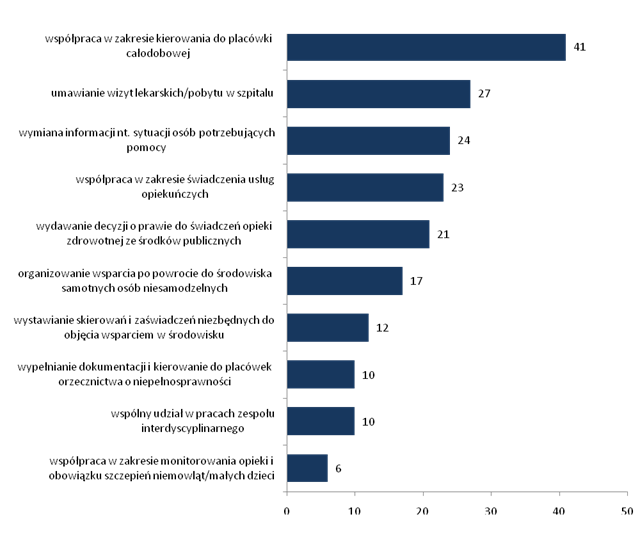 współpraca w zakresie kierowania do placówki
całodobowej
41
umawianie wizyt lekarskich/pobytu w szpitalu
27
wymiana informacji nt. sytuacji osób potrzebujących
pomocy
24
współpraca w zakresie świadczenia usług
opiekuńczych
23
wydawanie decyzji o prawie do świadczeń opieki
zdrowotnej ze środków publicznych
21
organizowanie wsparcia po powrocie do środowiska
samotnych osób niesamodzielnych
17
wystawianie skierowań i zaświadczeń niezbędnych do
objęcia wsparciem w środowisku
12
wypełnianie dokumentacji i kierowanie do placówek
orzecznictwa o niepełnosprawności
10
wspólny udział w pracach zespołu
interdyscyplinarnego
10
współpraca w zakresie monitorowania opieki i
obowiązku szczepień niemowląt/małych dzieci
6
0 10 20 30 40 50